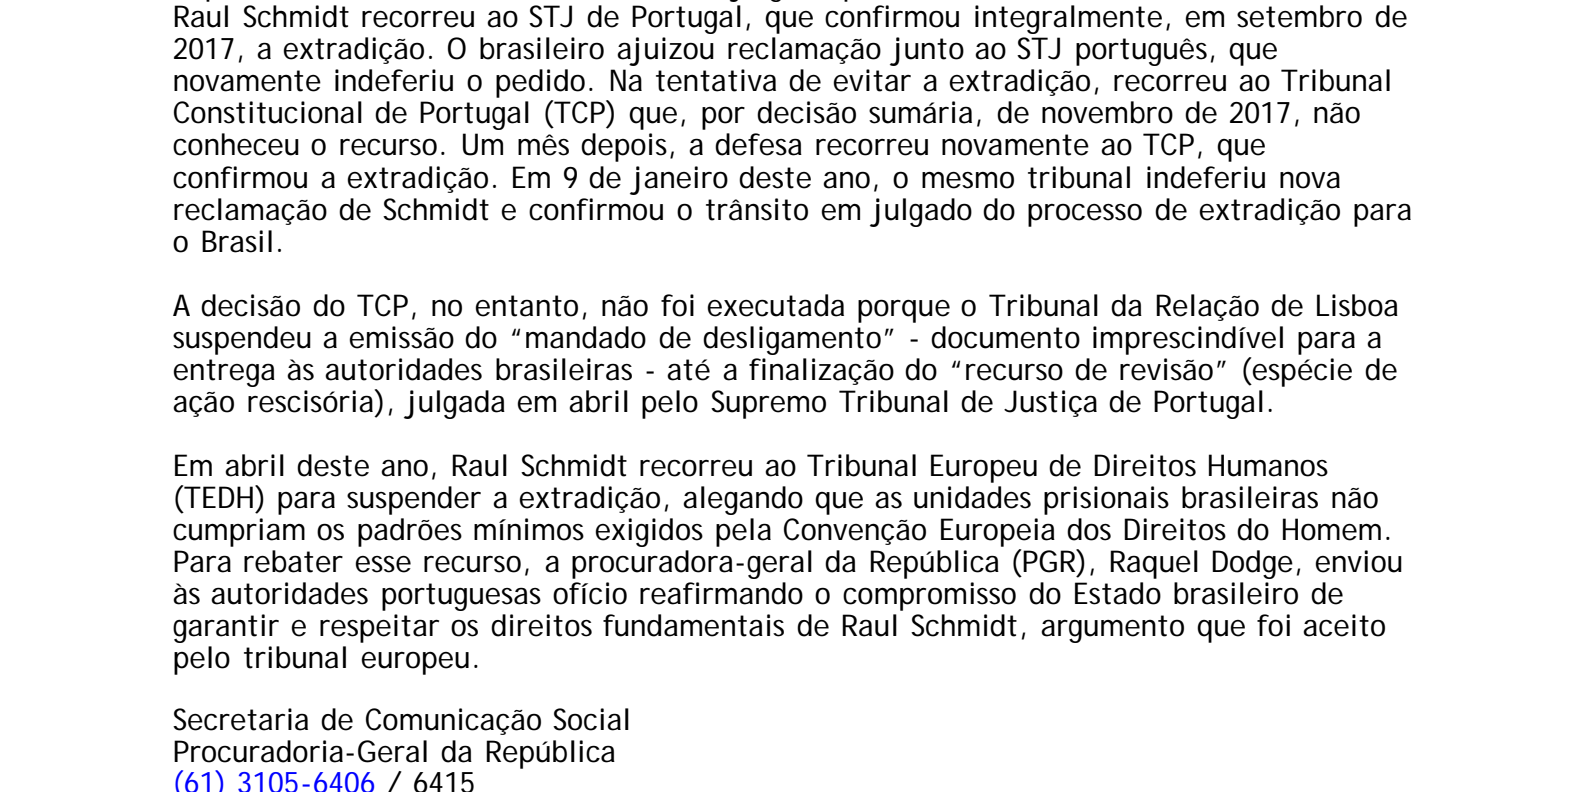 Raul Schmidt recorreu ao STJ de Portugal, que confirmou integralmente, em setembro de
2017, a extradição. O brasileiro ajuizou reclamação junto ao STJ português, que
novamente indeferiu o pedido. Na tentativa de evitar a extradição, recorreu ao Tribunal
Constitucional de Portugal (TCP) que, por decisão sumária, de novembro de 2017, não
conheceu o recurso. Um mês depois, a defesa recorreu novamente ao TCP, que
confirmou a extradição. Em 9 de janeiro deste ano, o mesmo tribunal indeferiu nova
reclamação de Schmidt e confirmou o trânsito em julgado do processo de extradição para
o Brasil.
A decisão do TCP, no entanto, não foi executada porque o Tribunal da Relação de Lisboa
suspendeu a emissão do “mandado de desligamento” - documento imprescindível para a
entrega às autoridades brasileiras - até a finalização do “recurso de revisão” (espécie de
ação rescisória), julgada em abril pelo Supremo Tribunal de Justiça de Portugal.
Em abril deste ano, Raul Schmidt recorreu ao Tribunal Europeu de Direitos Humanos
(TEDH) para suspender a extradição, alegando que as unidades prisionais brasileiras não
cumpriam os padrões mínimos exigidos pela Convenção Europeia dos Direitos do Homem.
Para rebater esse recurso, a procuradora-geral da República (PGR), Raquel Dodge, enviou
às autoridades portuguesas ofício reafirmando o compromisso do Estado brasileiro de
garantir e respeitar os direitos fundamentais de Raul Schmidt, argumento que foi aceito
pelo tribunal europeu.
Secretaria de Comunicação Social
Procuradoria-Geral da República
(61) 3105-6406 / 6415